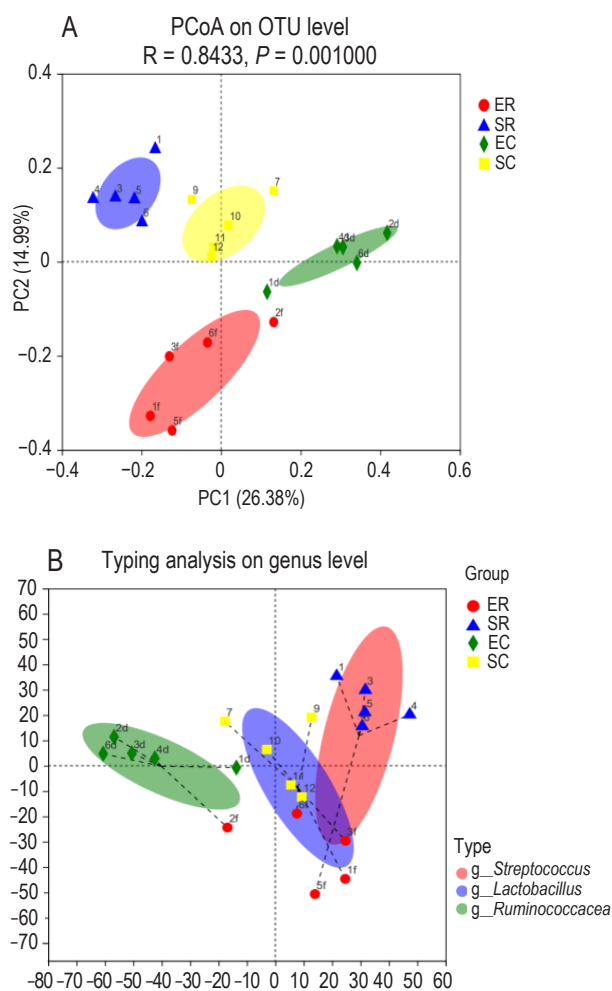 A
PCoA on OTU level
R = 0.8433, P = 0.001000
0.4
0.2
0
−0.2
−0.4
−0.4
−0.2
0
0.2
0.4
0.6
PC2 (14.99%)
PC1 (26.38%)
1
4
3
5
6
9
7
10
11
12
2d
4d
3d
6d
1d
2f
6f
3f
1f
5f
ER
SR
EC
SC
B
Typing analysis on genus level
70
60
50
40
30
20
10
0
−10
−20
−30
−40
−50
−60
−70
−80
−70
−60
−50
−40
−30
−20
−10
0
10
20
30
40
50
60
1
3
5
6
4
7
9
10
11
12
2d
6d
3d
4d
1d
2f
6f
3f
1f
5f
Group
ER
SR
EC
SC
Type
g__Streptococcus
g__Lactobacillus
g__Ruminococcacea